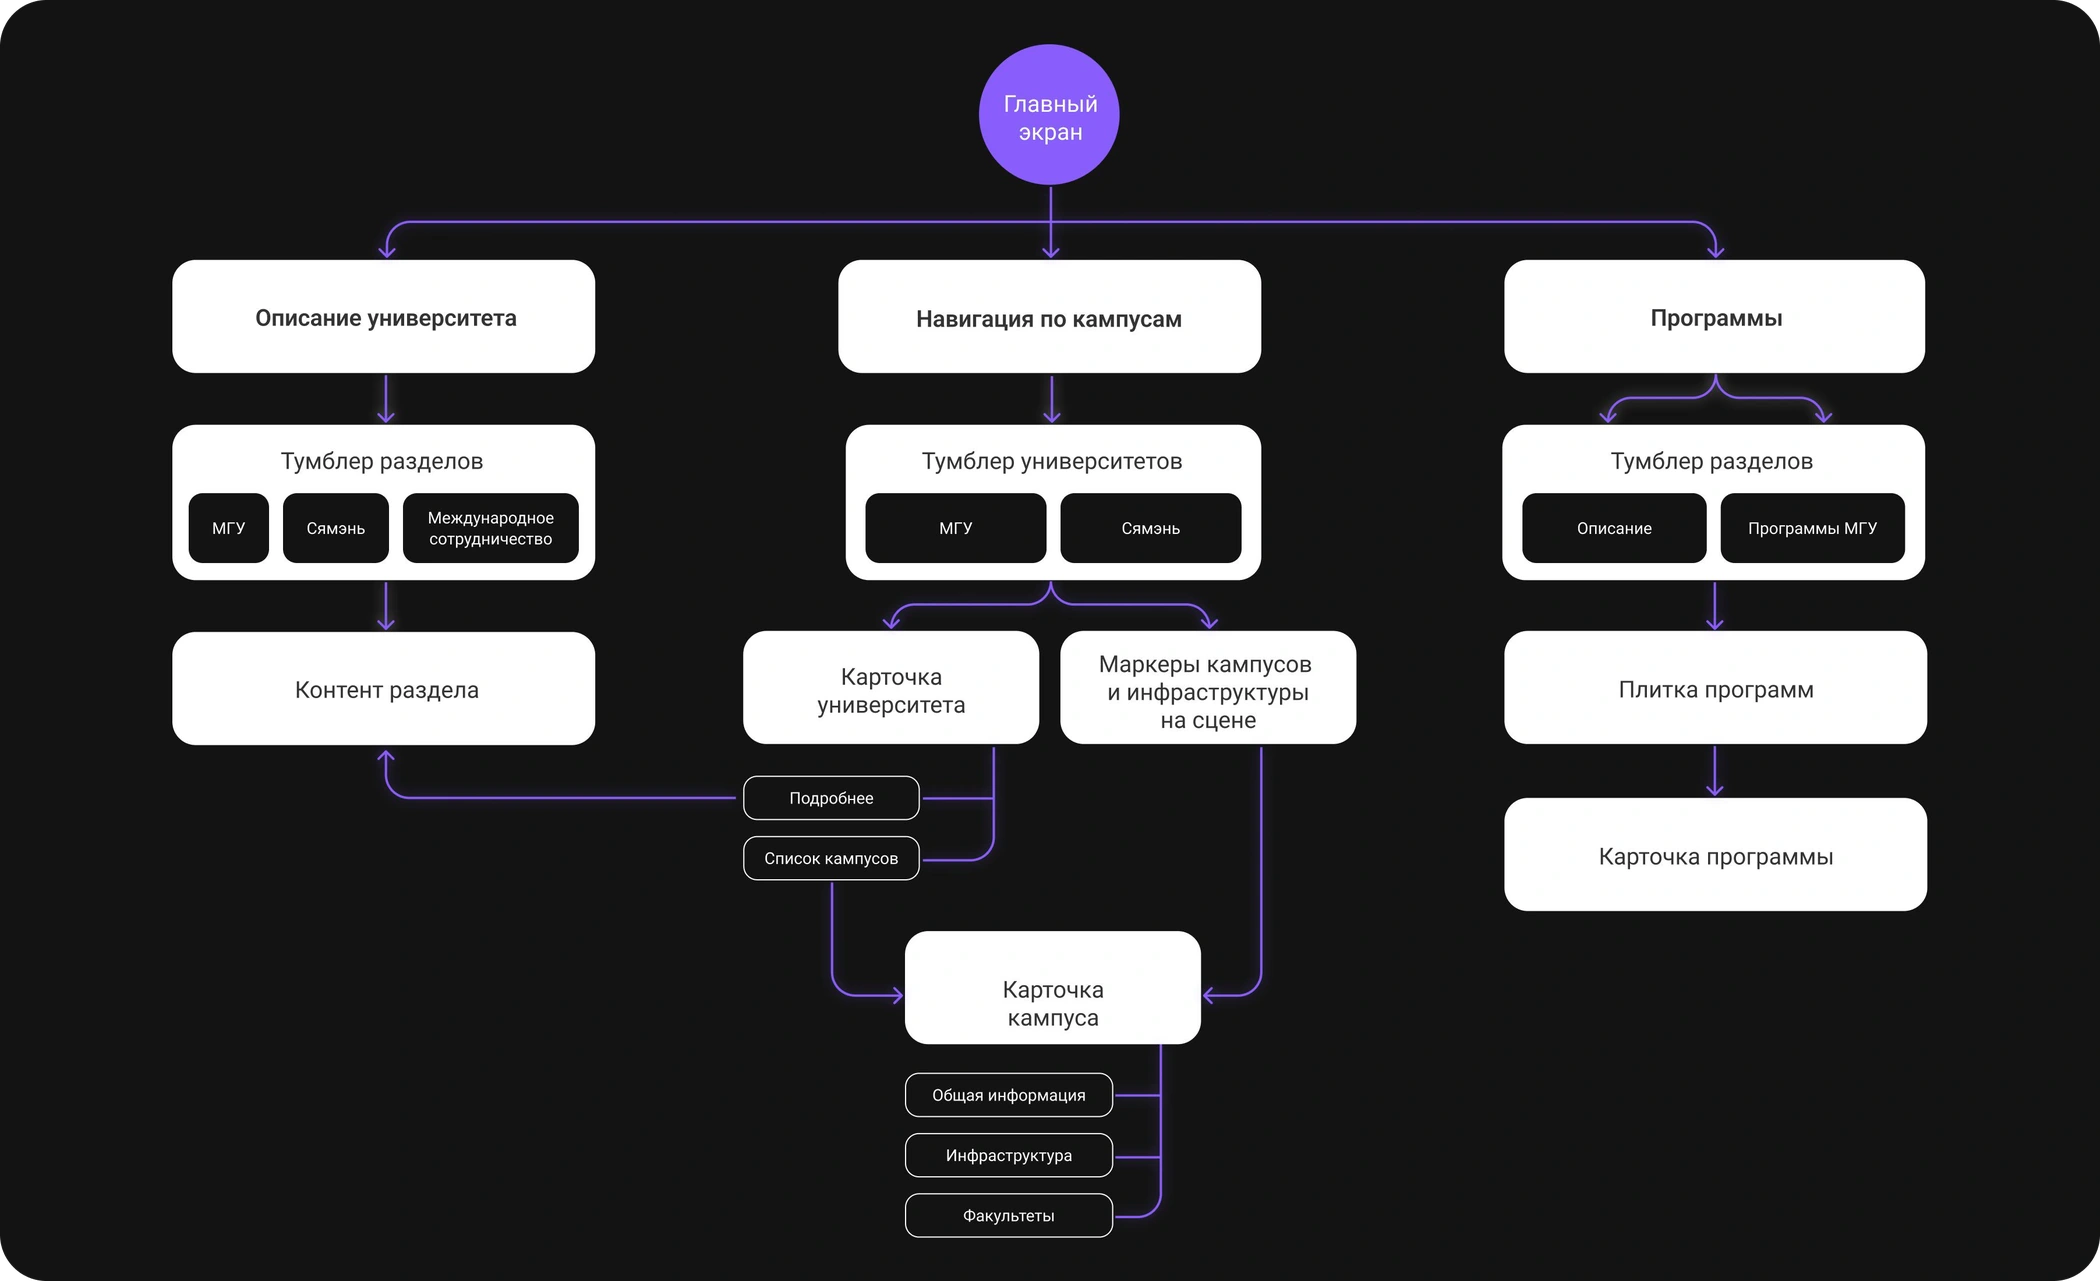 Главный
экран
Описание университета
Навигация по кампусам
Программы
Тумблер разделов
МГУ
Сямэнь
Международное
сотрудничество
Тумблер университетов
МГУ
Сямэнь
Тумблер разделов
Описание
Программы МГУ
Контент раздела
Карточка
университета
Маркеры кампусов
и инфраструктуры
на сцене
Плитка программ
Подробнее
Список кампусов
Карточка программы
Карточка
кампуса
Общая информация
Инфраструктура
Факультеты